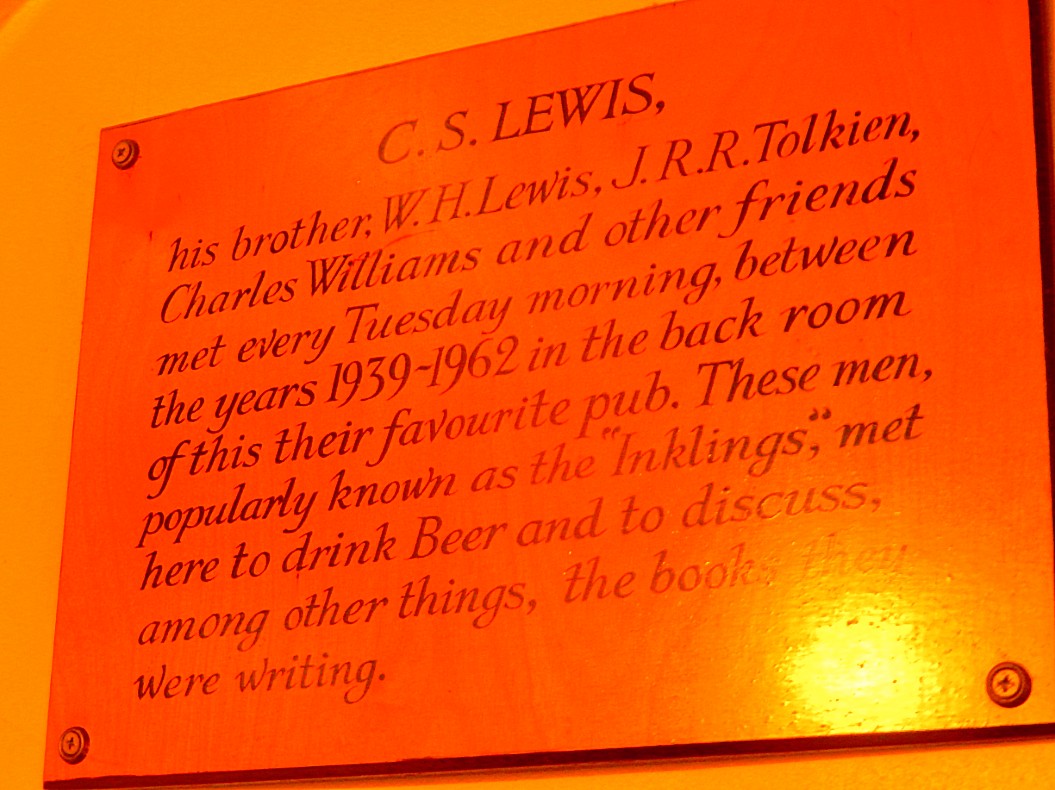 C. S. LEWIS,
his brother, W.H.Lewis, J.R.R.Tolkien,
Charles Williams and other friends
met every Tuesday morning, between
the years 1939-1962 in the back room
of this their favourite pub. These men,
popularly known as the "Inklings", met
here to drink Beer and to discuss,
among other things, the books they
were writing.